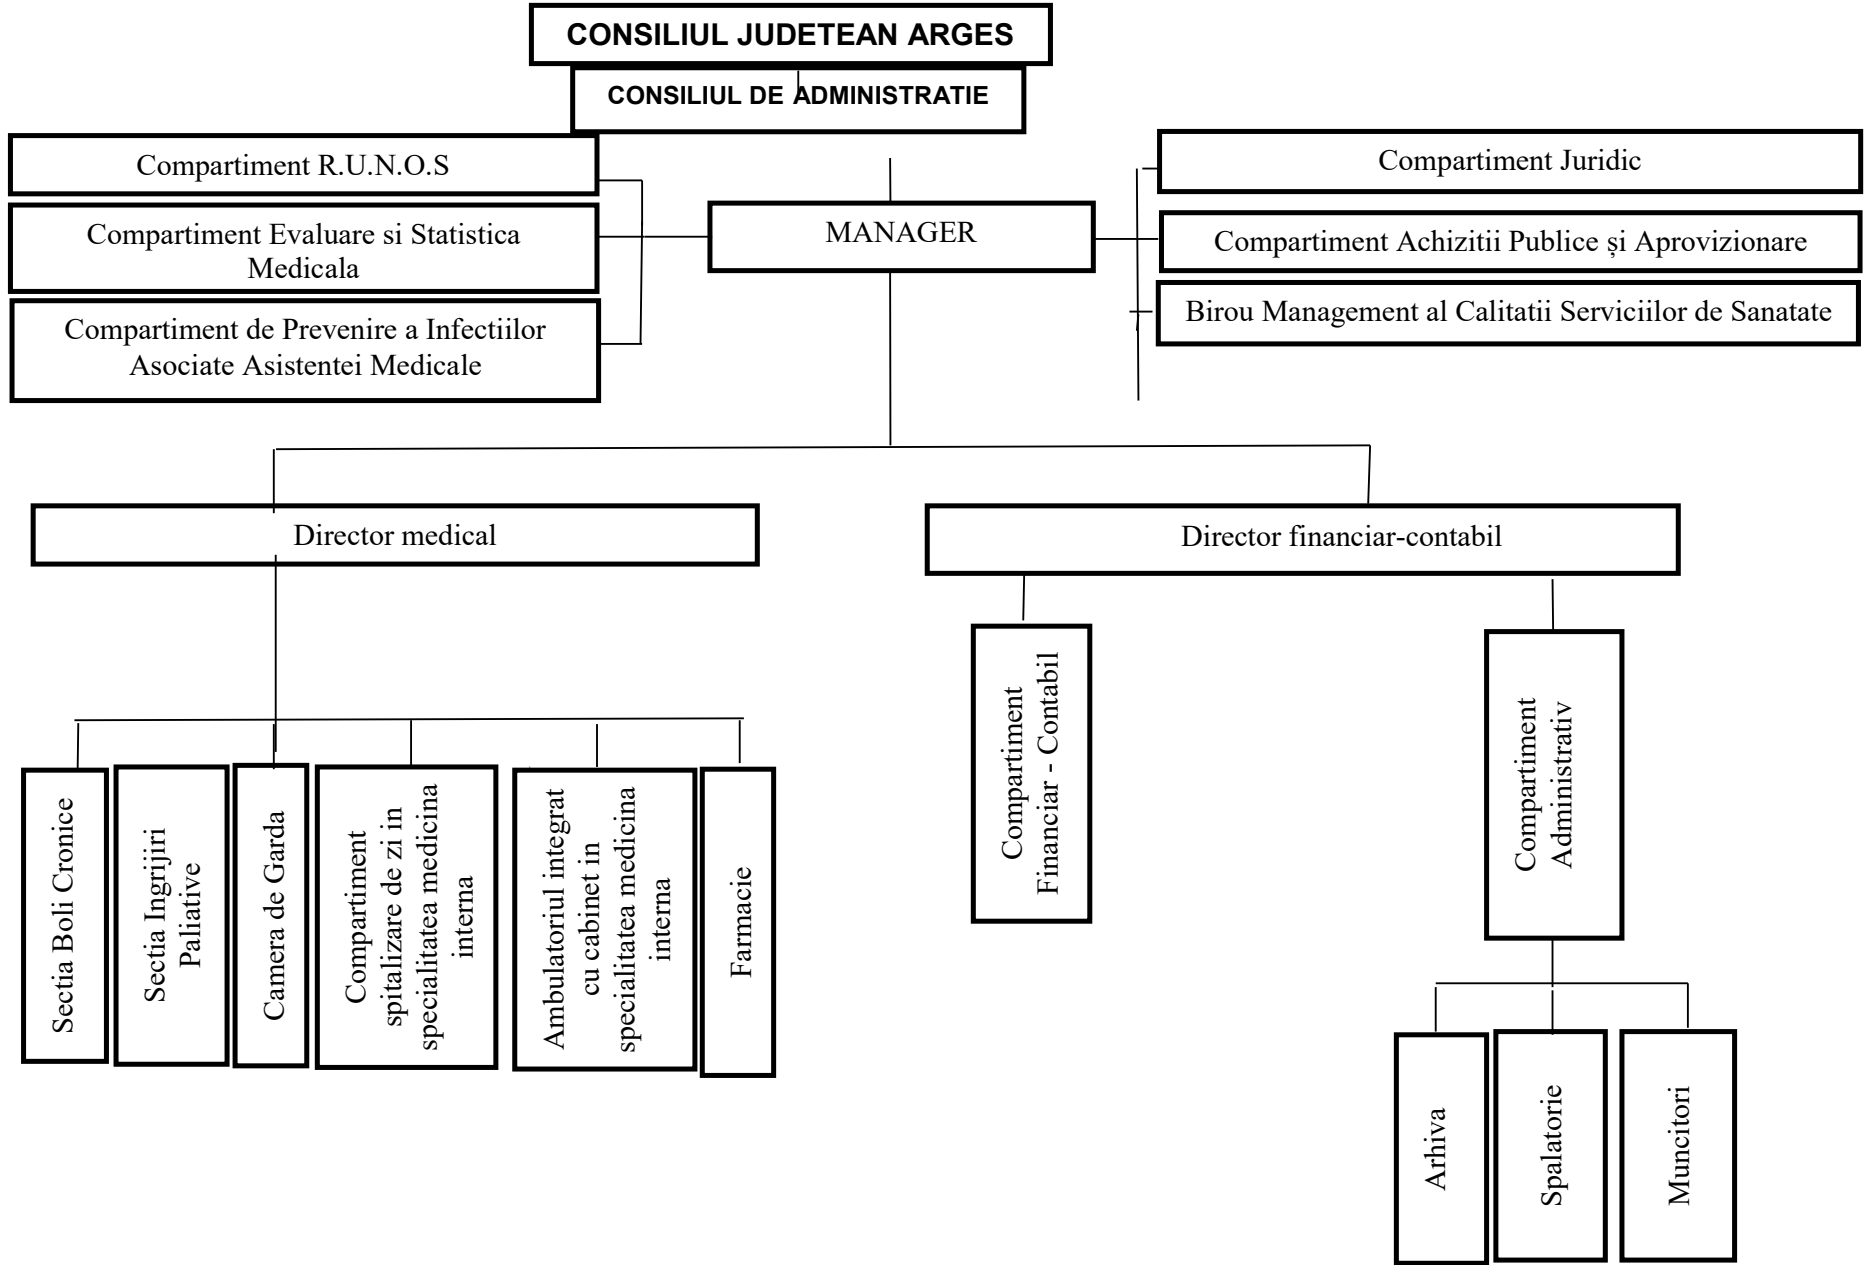 CONSILIUL JUDETEAN ARGES
CONSILIUL DE ADMINISTRATIE
Compartiment R.U.N.O.S
Compartiment Evaluare si Statistica
Medicala
Compartiment de Prevenire a Infectiilor
Asociate Asistentei Medicale
MANAGER
Compartiment Juridic
Compartiment Achizitii Publice și Aprovizionare
Birou Management al Calitatii Serviciilor de Sanatate
Director medical
Director financiar-contabil
Sectia Boli Cronice
Sectia Ingrijiri
Paliative
Camera de Garda
Compartiment
spitalizare de zi in
specialitatea medicina
interna
Ambulatoriul integrat
cu cabinet in
specialitatea medicina
interna
Farmacie
Compartiment
Financiar - Contabil
Compartiment
Administrativ
Arhiva
Spalatorie
Muncitori